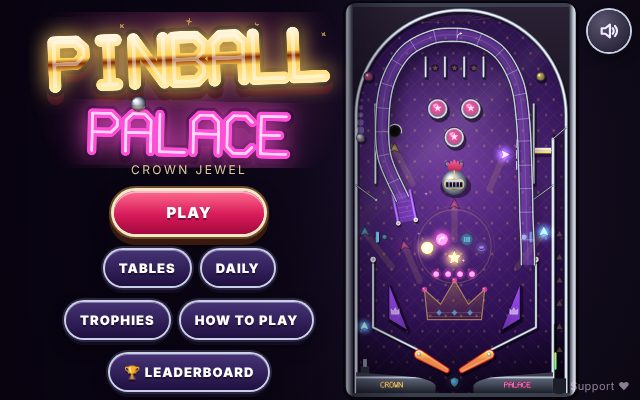 PINBALL
PALACE
CROWN JEWEL
PLAY
TABLES
DAILY
TROPHIES
HOW TO PLAY
🏆 LEADERBOARD
CROWN
PALACE
Support ♥